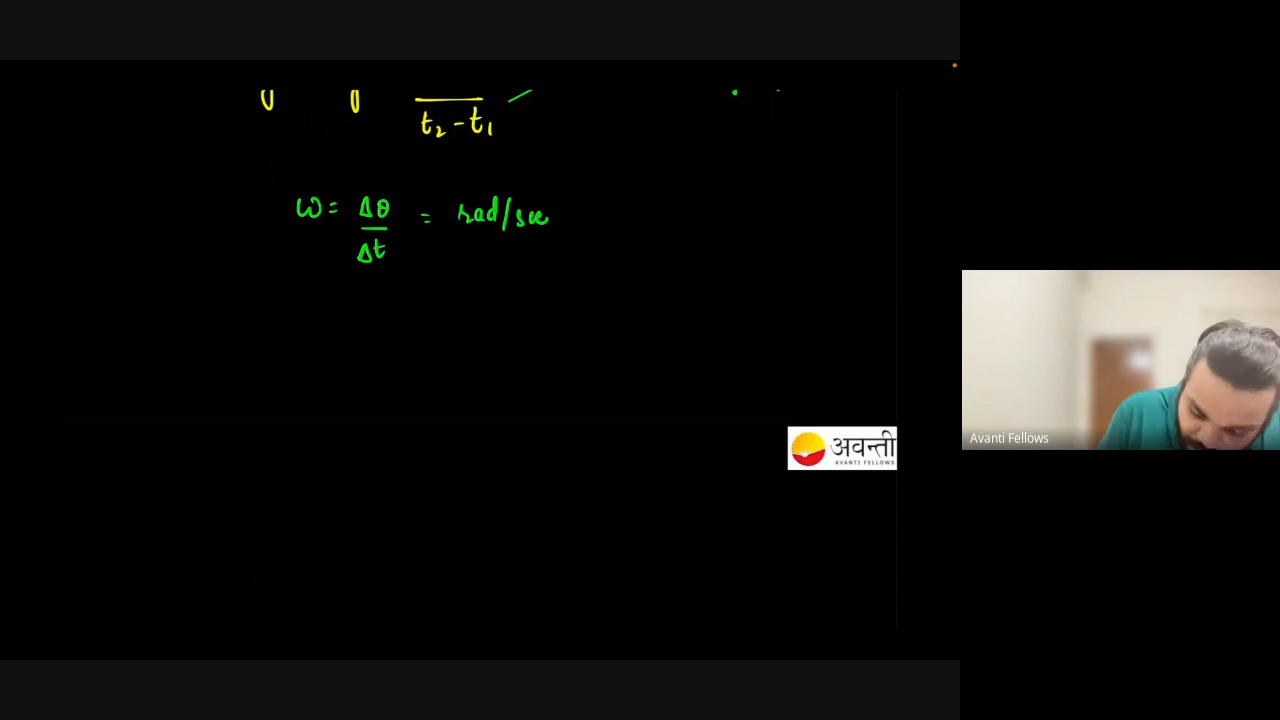 t₂ - t₁
ω = Δθ/Δt = rad/sec
अवन्ती
AVANTI FELLOWS
Avanti Fellows